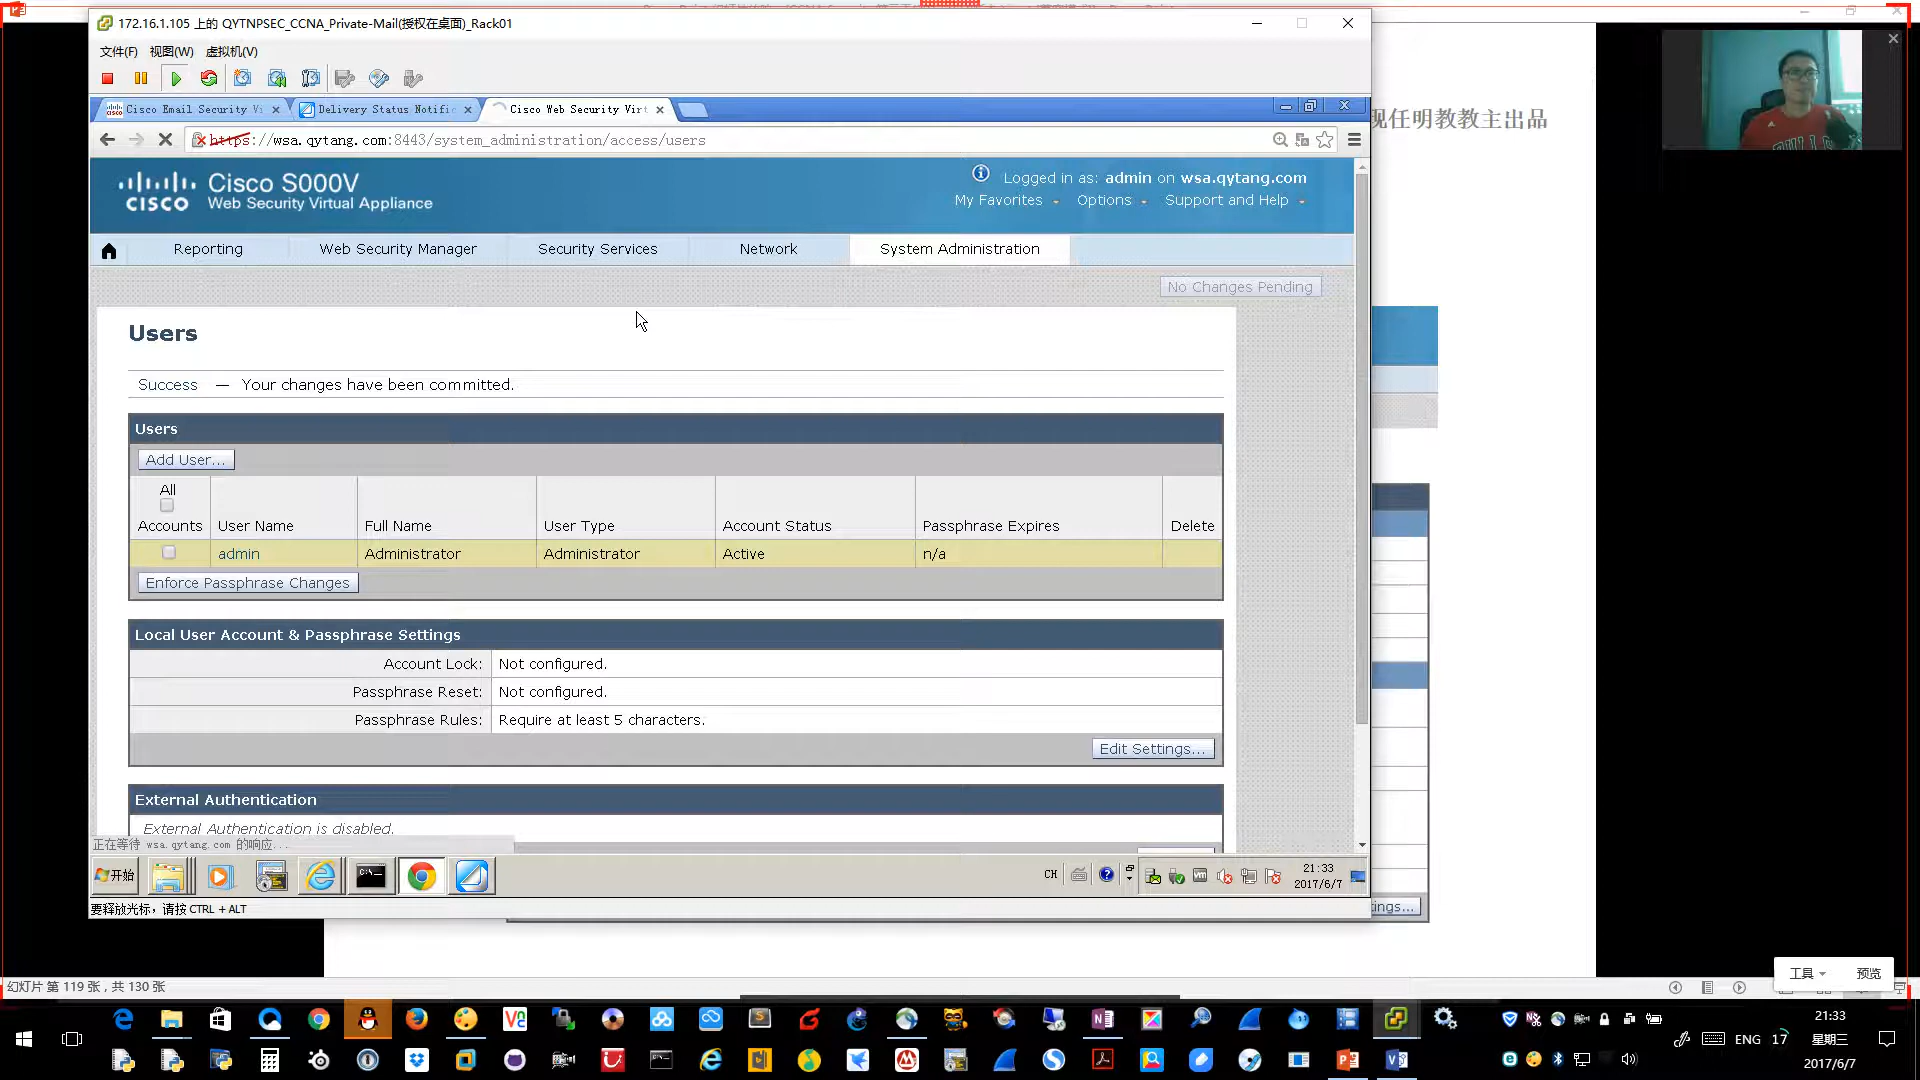 172.16.1.105 上的 QYTNPSEC_CCNA_Private-Mail(授权在桌面)_Rack01
文件(F) 视图(W) 虚拟机(V)
现任明教教主出品
Cisco Email Security Vi
Delivery Status Notific
Cisco Web Security Virt
https://wsa.qytang.com:8443/system_administration/access/users
Cisco S000V
Web Security Virtual Appliance
CISCO
Logged in as: admin on wsa.qytang.com
My Favorites Options Support and Help
Reporting Web Security Manager Security Services Network System Administration
No Changes Pending
Users
Success — Your changes have been committed.
Users
Add User...
All
Accounts User Name Full Name User Type Account Status Passphrase Expires Delete
admin Administrator Administrator Active n/a
Enforce Passphrase Changes
Local User Account & Passphrase Settings
Account Lock: Not configured.
Passphrase Reset: Not configured.
Passphrase Rules: Require at least 5 characters.
Edit Settings...
External Authentication
External Authentication is disabled.
正在等待 wsa.qytang.com 的响应...
开始
CH
21:33
2017/6/7
要释放光标，请按 CTRL + ALT
ings...
工具 预览
幻灯片 第 119 张，共 130 张
ENG 17
21:33
星期三
2017/6/7